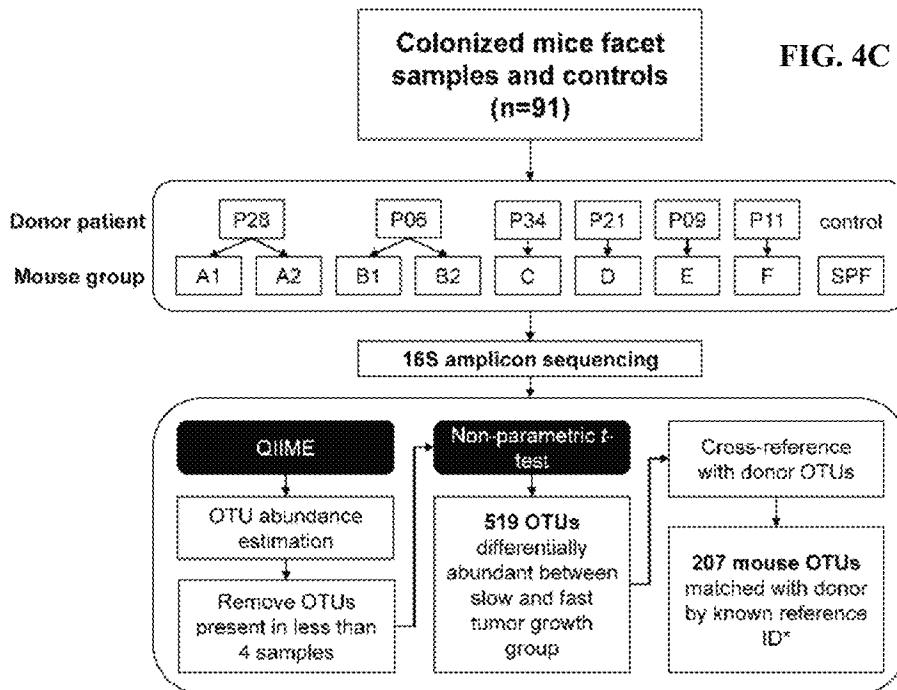 Colonized mice facet
samples and controls
(n=91)
FIG. 4C
Donor patient P28 P06 P34 P21 P09 P11 control
Mouse group A1 A2 B1 B2 C D E F SPF
16S amplicon sequencing
QIIME
OTU abundance
estimation
Remove OTUs
present in less than
4 samples
Non-parametric t-
test
519 OTUs
differentially
abundant between
slow and fast
tumor growth
group
Cross-reference
with donor OTUs
207 mouse OTUs
matched with donor
by known reference
ID*